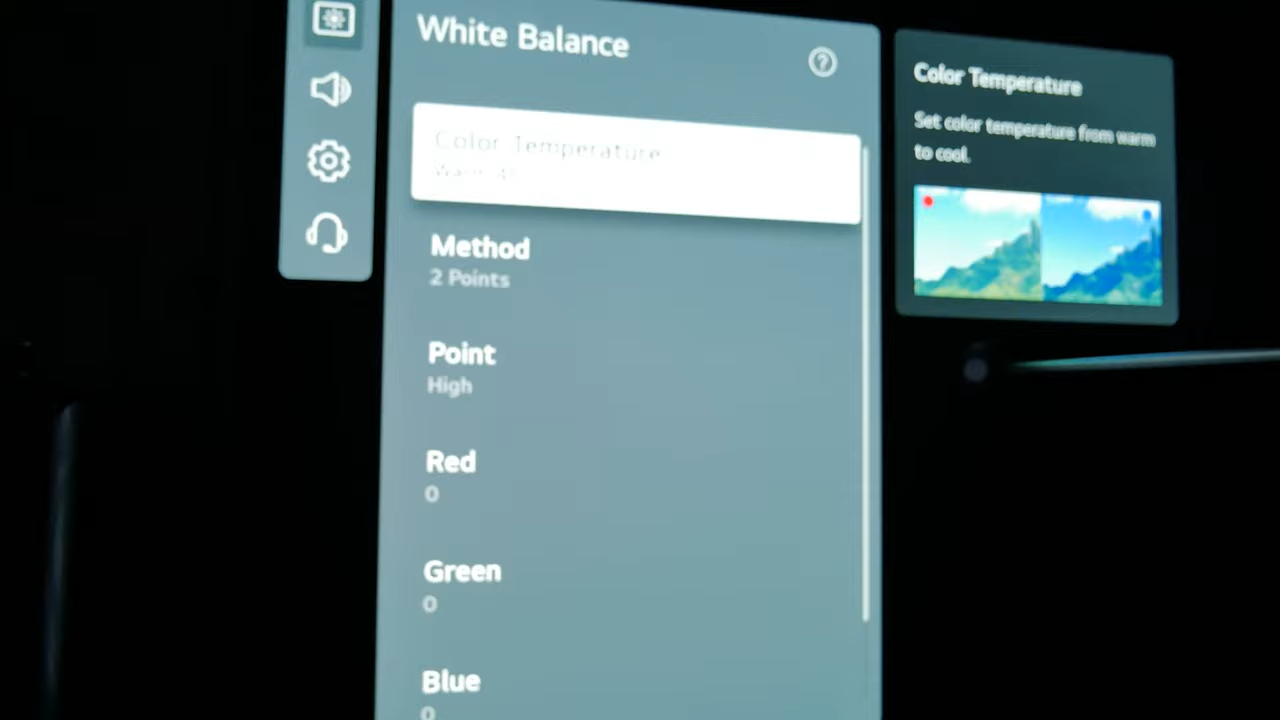 White Balance
?
Color Temperature
Method
2 Points
Point
High
Red
0
Green
0
Blue
0
Color Temperature
Set color temperature from warm
to cool.